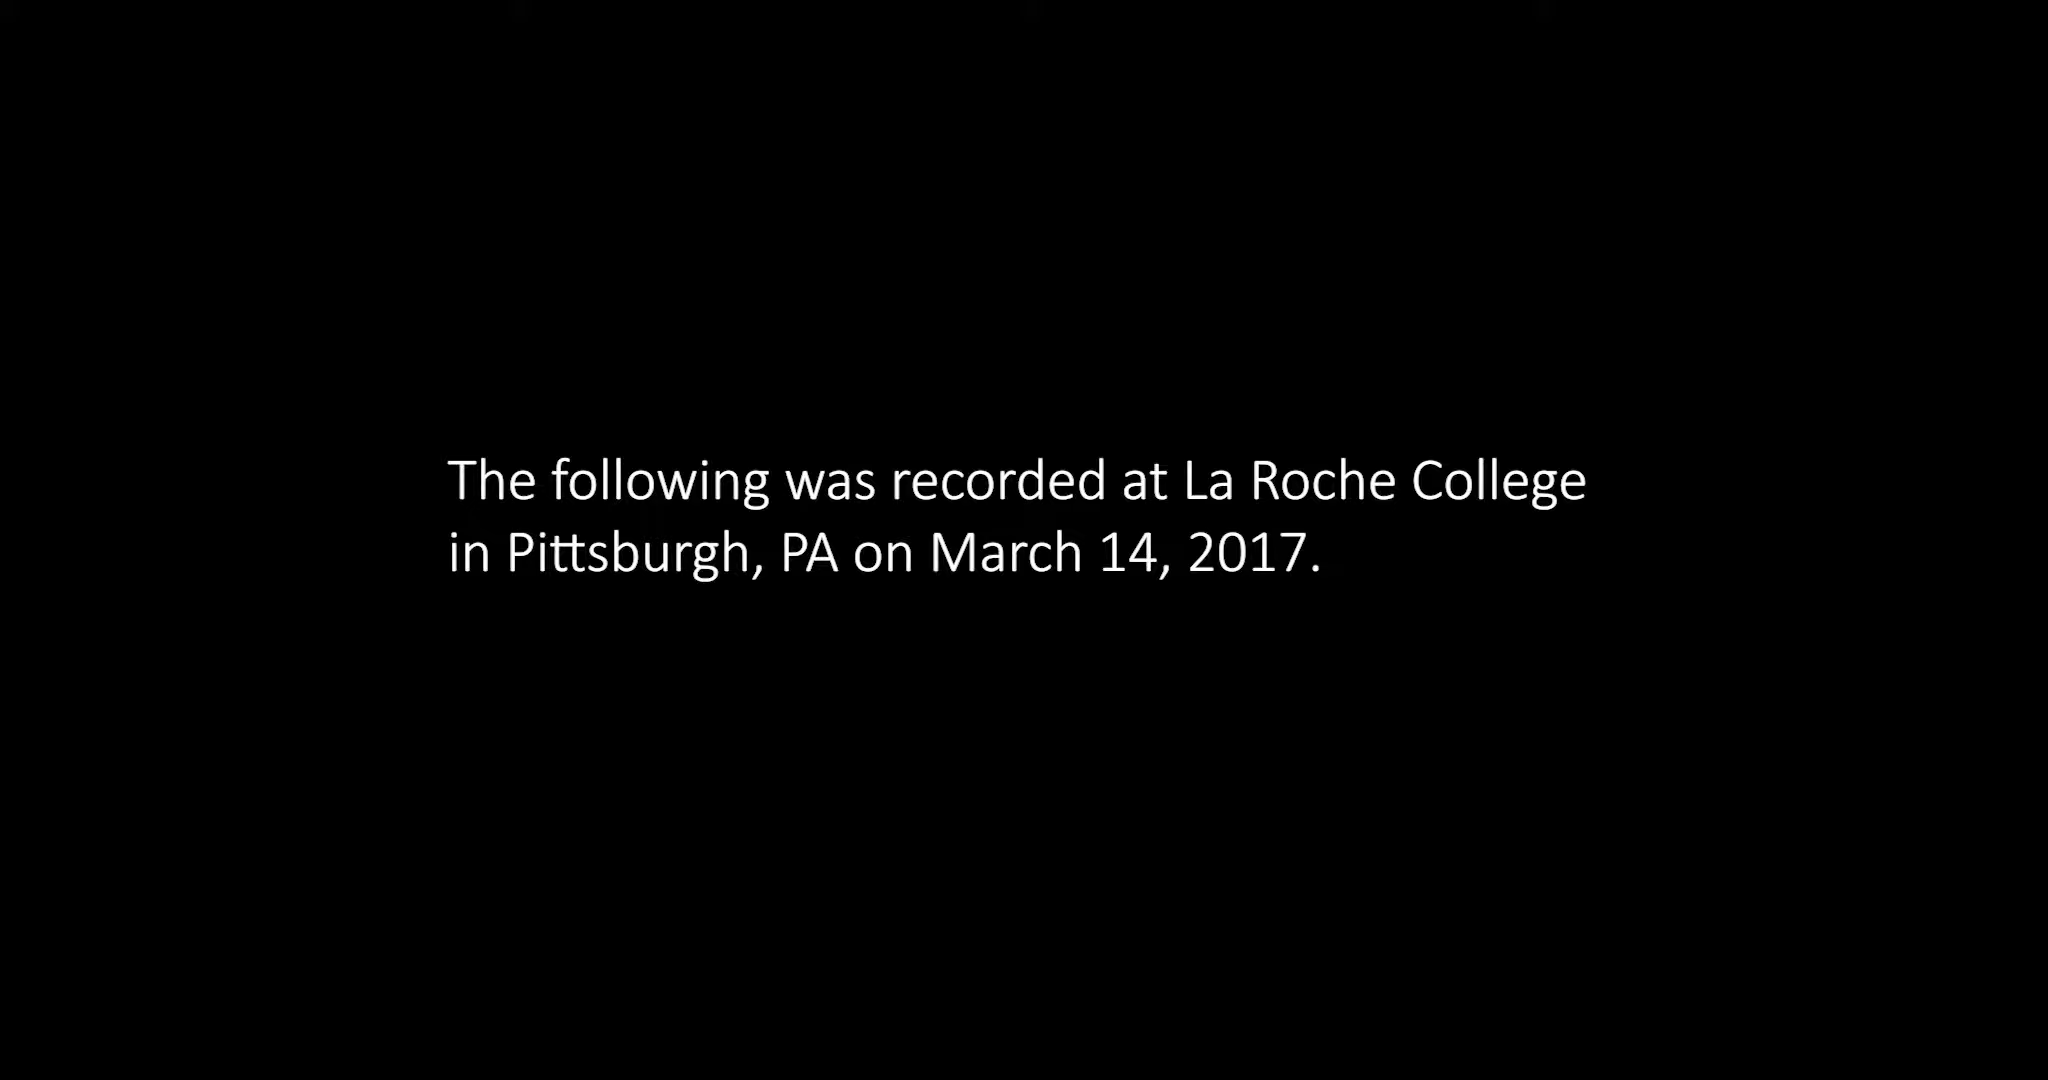 The following was recorded at La Roche College
in Pittsburgh, PA on March 14, 2017.